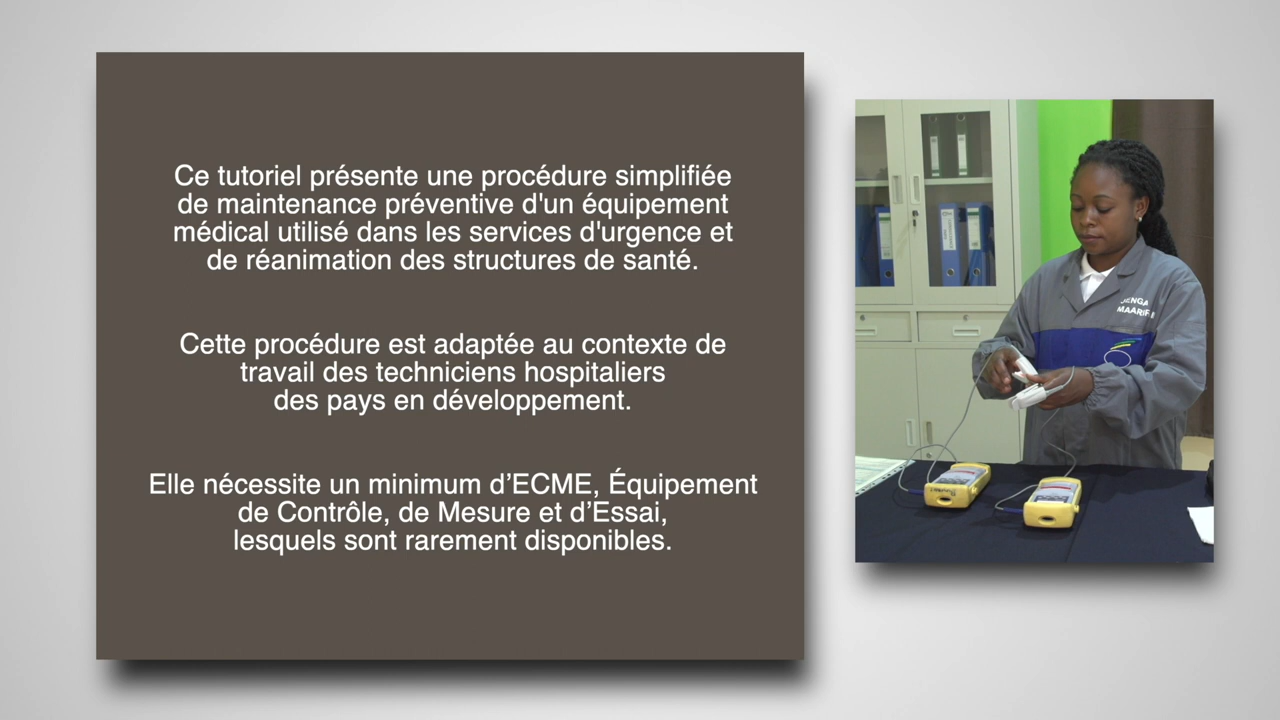 Ce tutoriel présente une procédure simplifiée
de maintenance préventive d'un équipement
médical utilisé dans les services d'urgence et
de réanimation des structures de santé.
Cette procédure est adaptée au contexte de
travail des techniciens hospitaliers
des pays en développement.
Elle nécessite un minimum d’ECME, Équipement
de Contrôle, de Mesure et d’Essai,
lesquels sont rarement disponibles.
JENGA